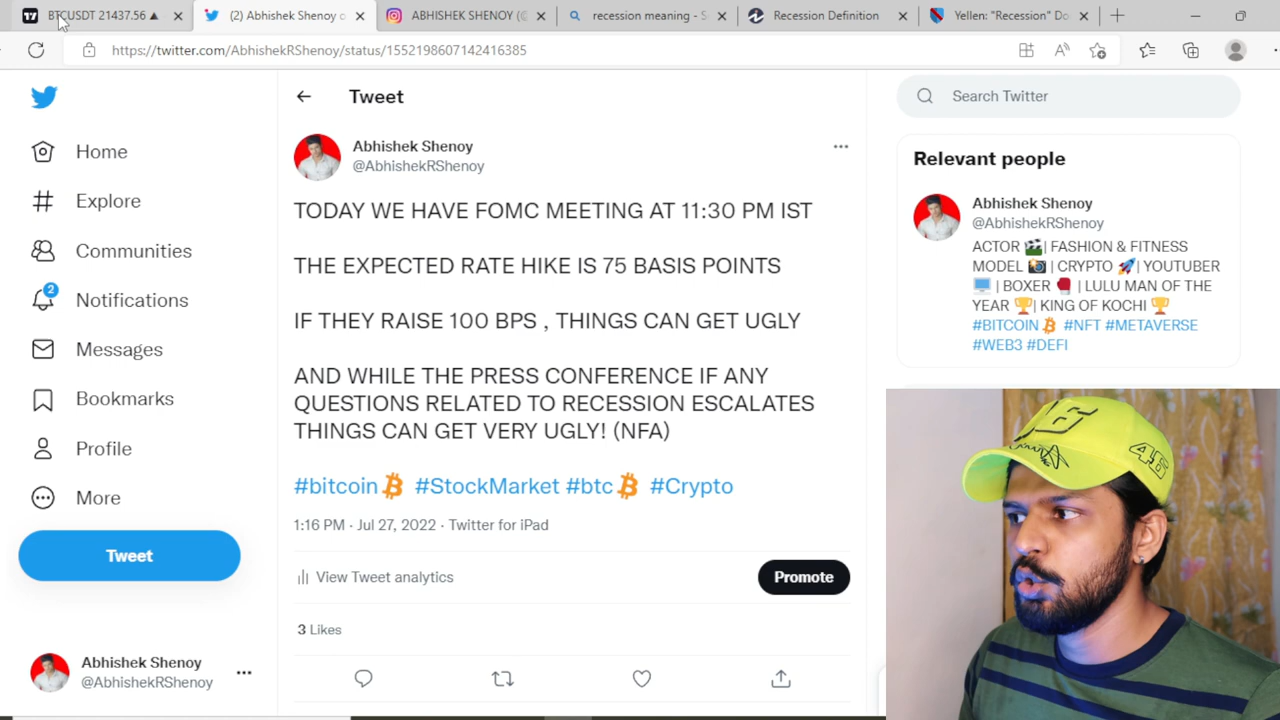 BTCUSDT 21437.56 ▲
(2) Abhishek Shenoy o
ABHISHEK SHENOY (@
recession meaning - S
Recession Definition
Yellen: "Recession" Do
https://twitter.com/AbhishekRShenoy/status/1552198607142416385
Home
Explore
Communities
2
Notifications
Messages
Bookmarks
Profile
More
Tweet
Abhishek Shenoy
@AbhishekRShenoy
Tweet
Abhishek Shenoy
@AbhishekRShenoy
TODAY WE HAVE FOMC MEETING AT 11:30 PM IST
THE EXPECTED RATE HIKE IS 75 BASIS POINTS
IF THEY RAISE 100 BPS , THINGS CAN GET UGLY
AND WHILE THE PRESS CONFERENCE IF ANY
QUESTIONS RELATED TO RECESSION ESCALATES
THINGS CAN GET VERY UGLY! (NFA)
#bitcoin #StockMarket #btc #Crypto
1:16 PM · Jul 27, 2022 · Twitter for iPad
View Tweet analytics
Promote
3 Likes
Search Twitter
Relevant people
Abhishek Shenoy
@AbhishekRShenoy
ACTOR 🎬| FASHION & FITNESS
MODEL 📸 | CRYPTO 🚀| YOUTUBER
🖥️ | BOXER 🥊 | LULU MAN OF THE
YEAR 🏆| KING OF KOCHI 🏆
#BITCOIN #NFT #METAVERSE
#WEB3 #DEFI
46